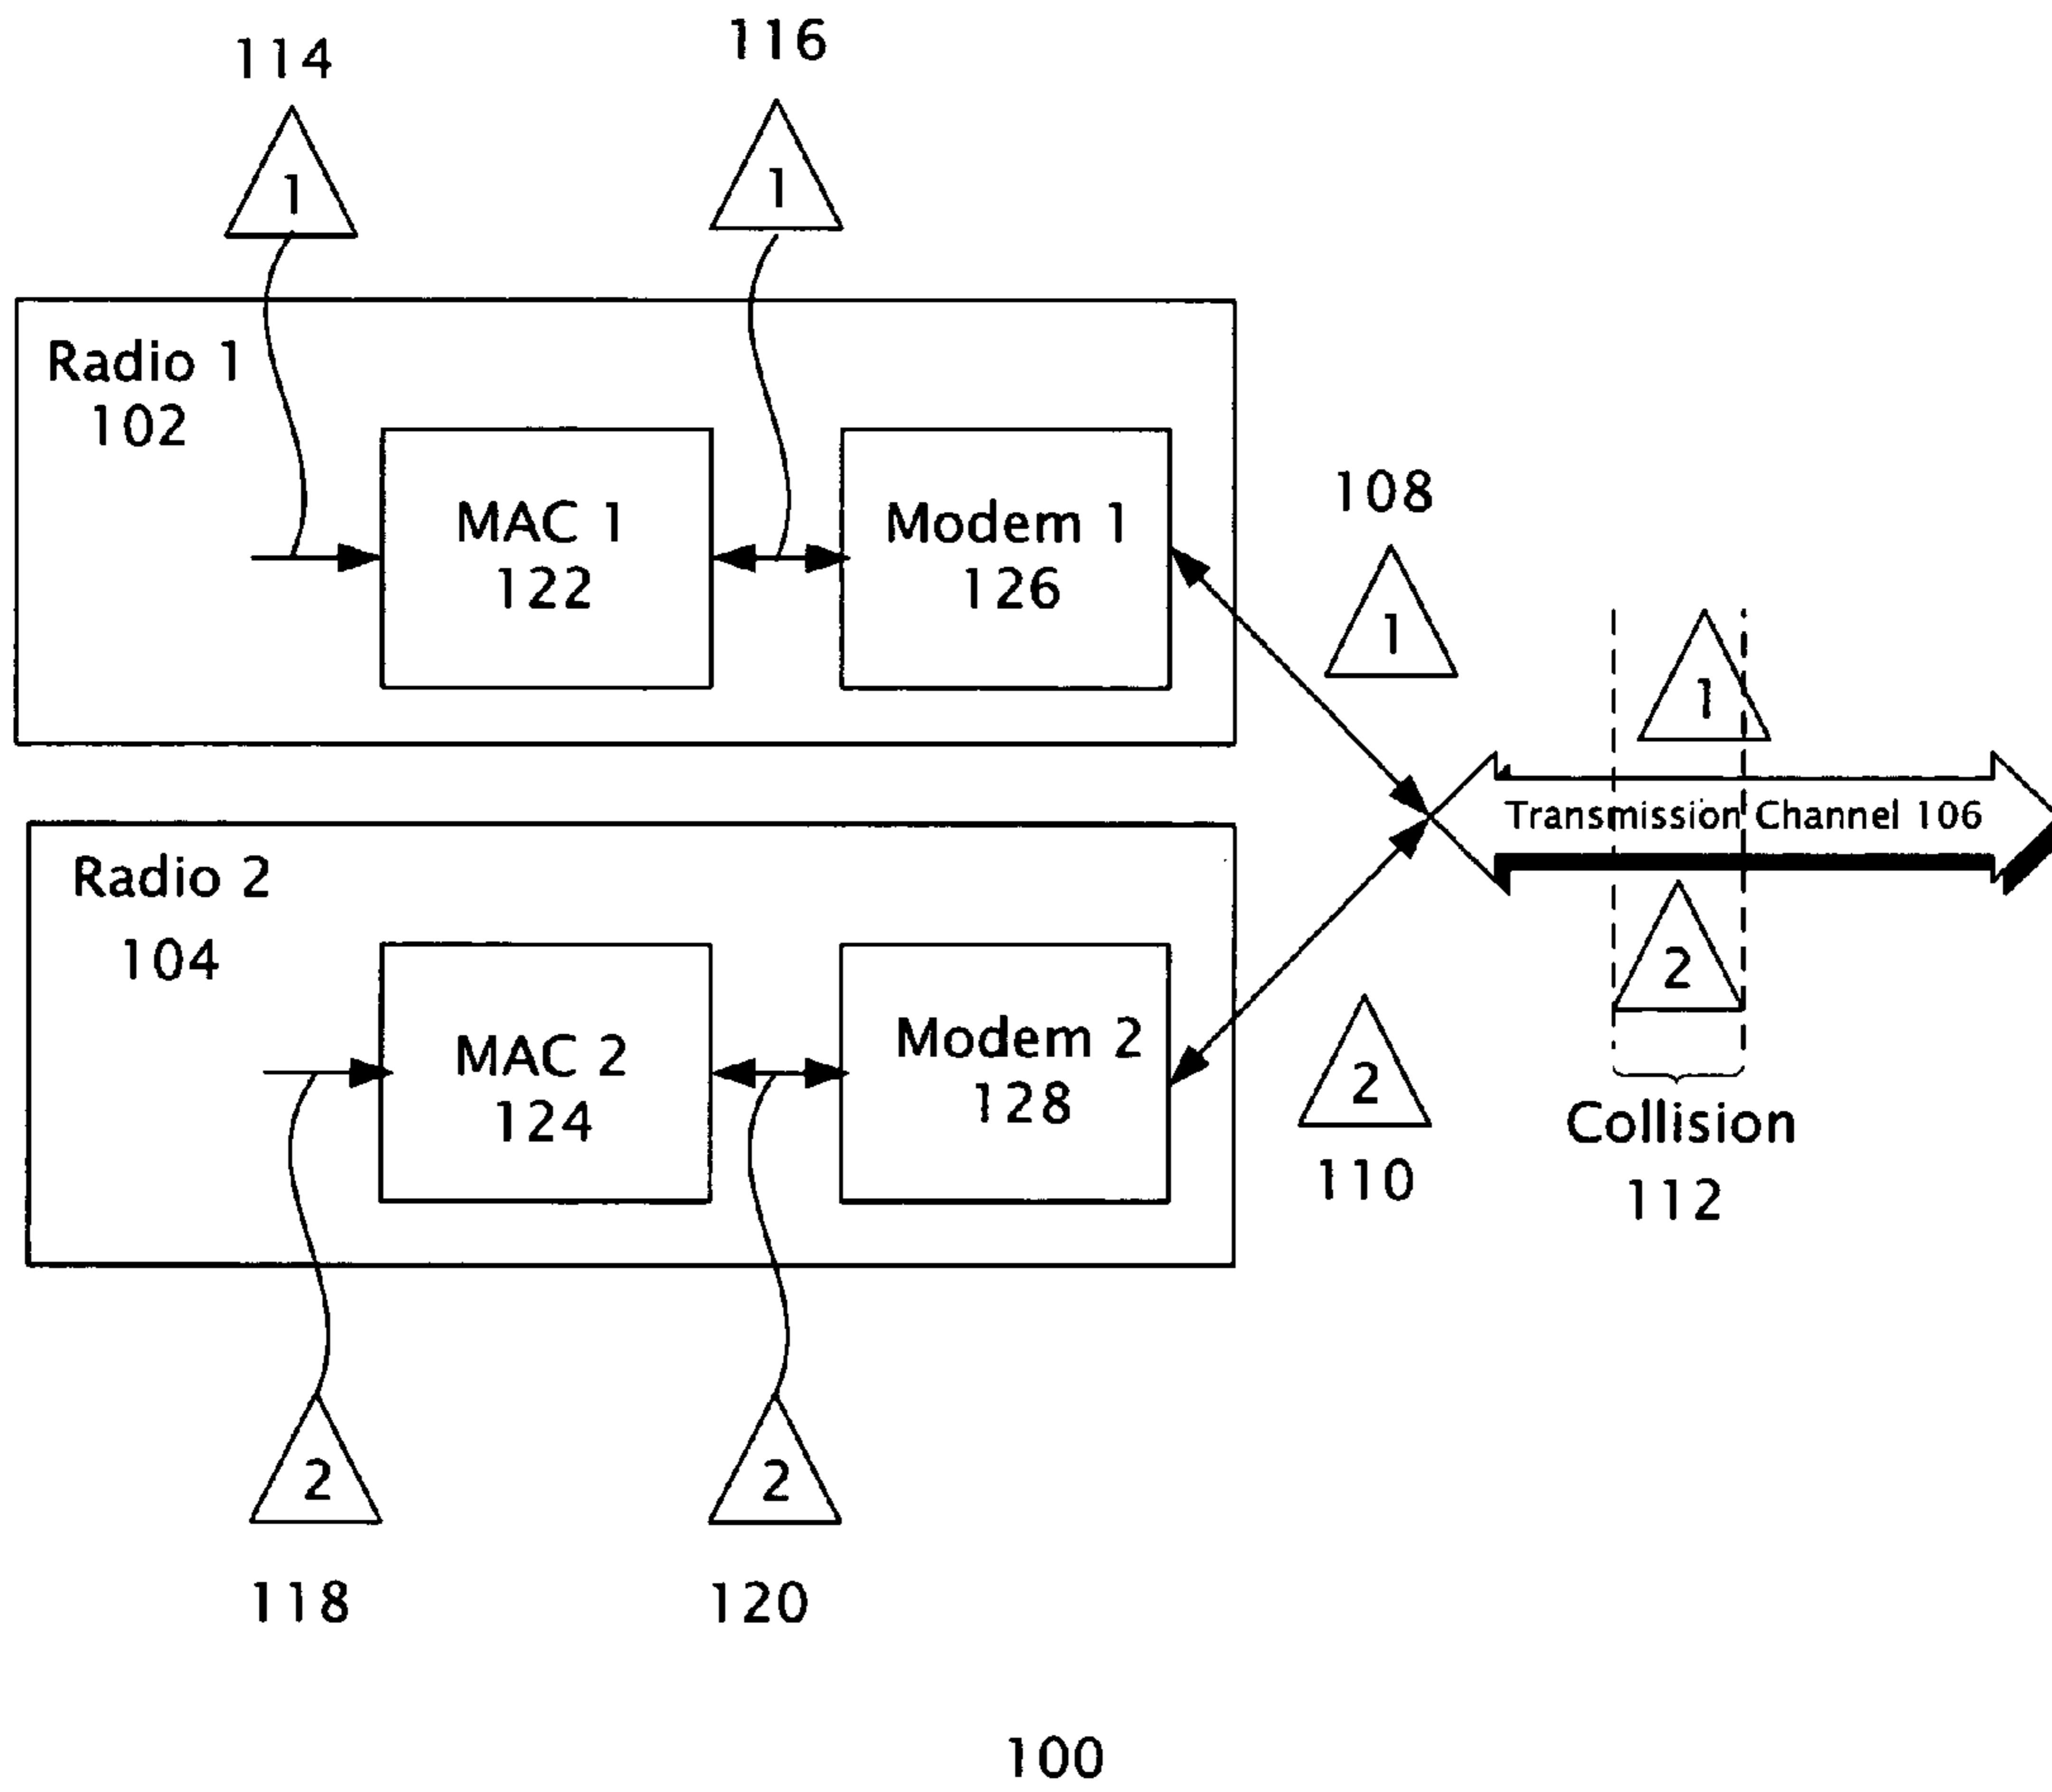 114
116
1
1
Radio 1
102
MAC 1
122
Modem 1
126
108
1
1
Transmission Channel 106
Radio 2
104
MAC 2
124
Modem 2
128
2
110
2
Collision
112
2
2
118
120
100